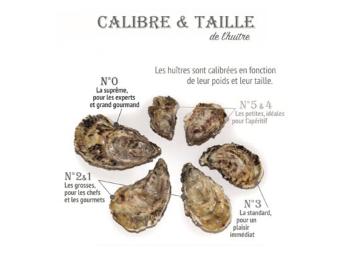 CALIBRE & TAILLE
de l'huître
Les huîtres sont calibrées en fonction
de leur poids et leur taille.
N°0
La suprême,
pour les experts
et grand gourmand
N°5 & 4
Les petites, idéales
pour l'apéritif
N°2&1
Les grosses,
pour les chefs
et les gourmets
N°3
La standard,
pour un
plaisir
immédiat